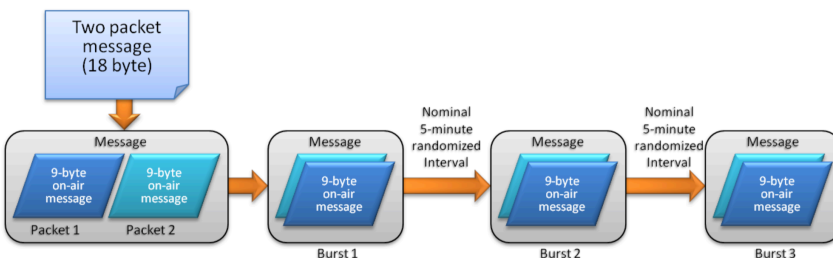 Two packet
message
(18 byte)
Message
9-byte
on-air
message
9-byte
on-air
message
Packet 1
Packet 2
Message
9-byte
on-air
message
Burst 1
Nominal
5-minute
randomized
Interval
Message
9-byte
on-air
message
Burst 2
Nominal
5-minute
randomized
Interval
Message
9-byte
on-air
message
Burst 3